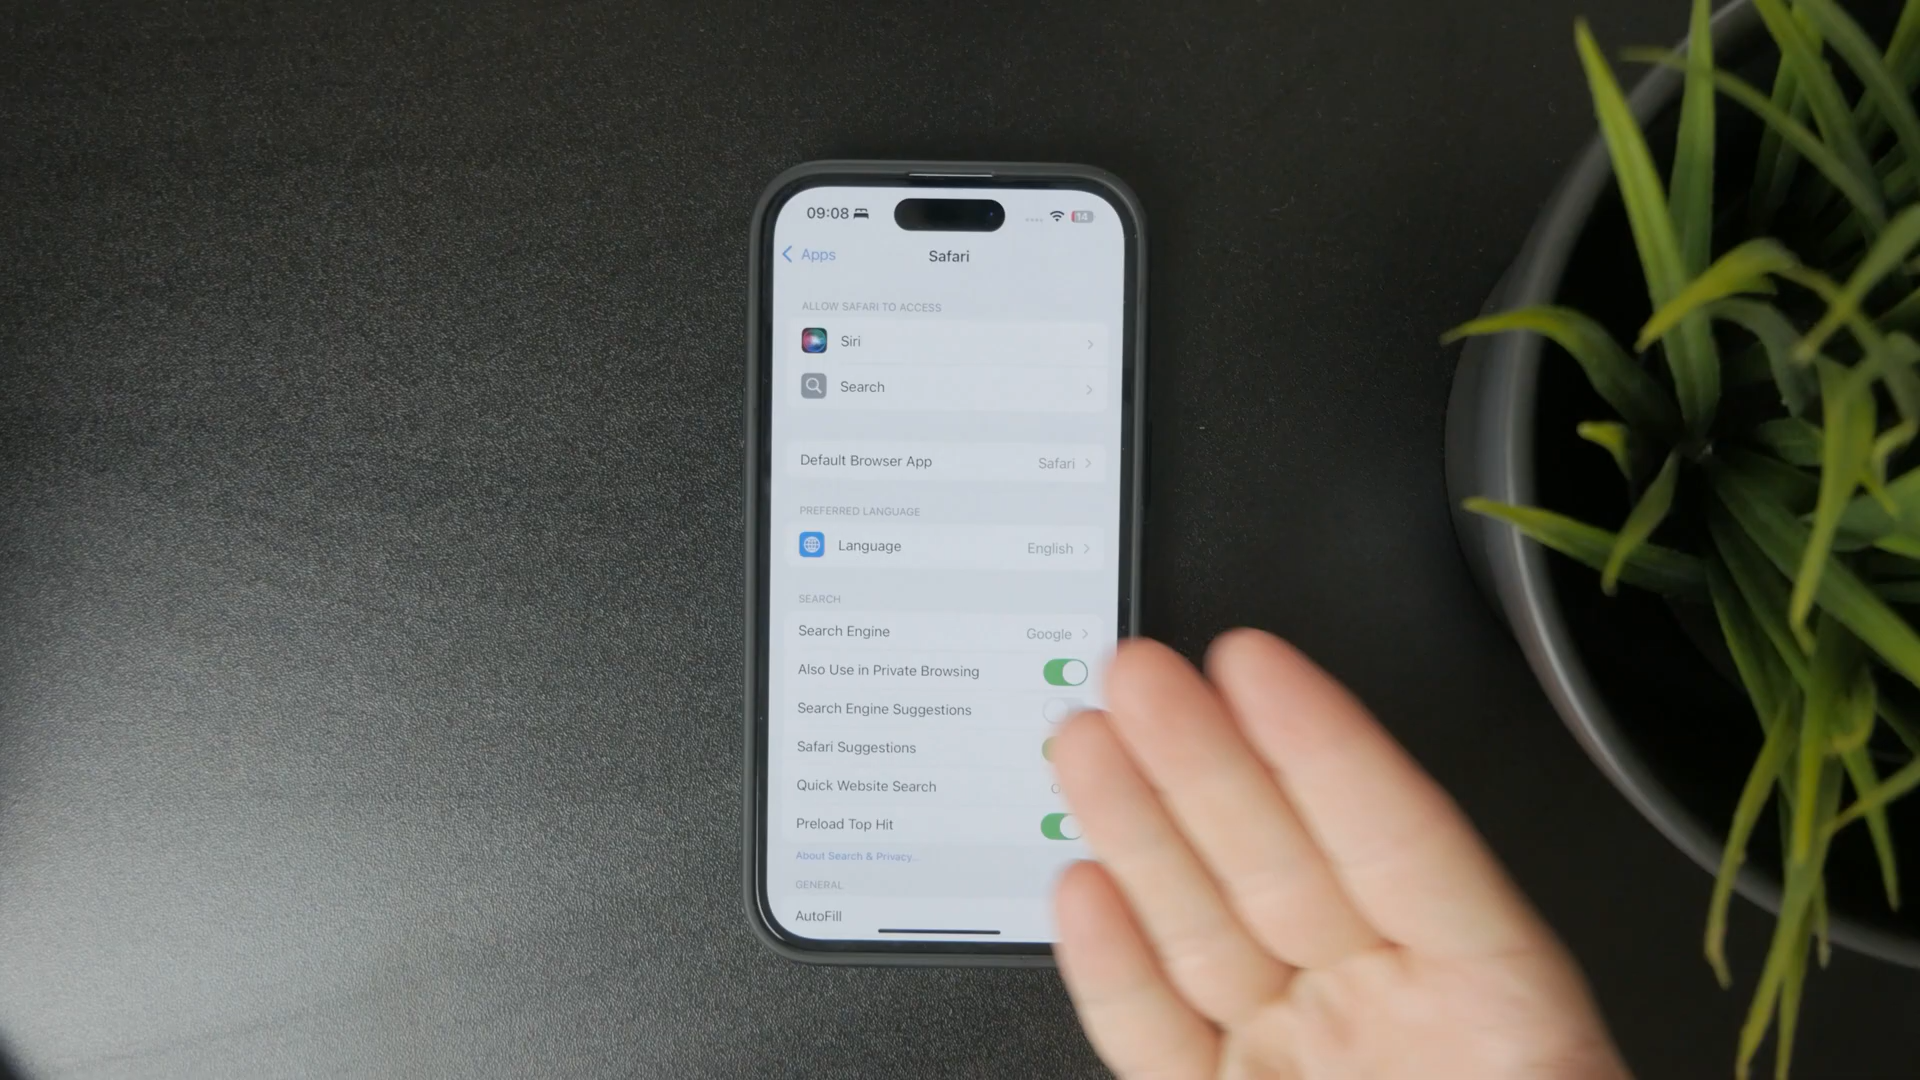 09:08
14
Apps
Safari
ALLOW SAFARI TO ACCESS
Siri
Search
Default Browser App Safari
PREFERRED LANGUAGE
Language English
SEARCH
Search Engine Google
Also Use in Private Browsing
Search Engine Suggestions
Safari Suggestions
Quick Website Search
Preload Top Hit
About Search & Privacy...
GENERAL
AutoFill